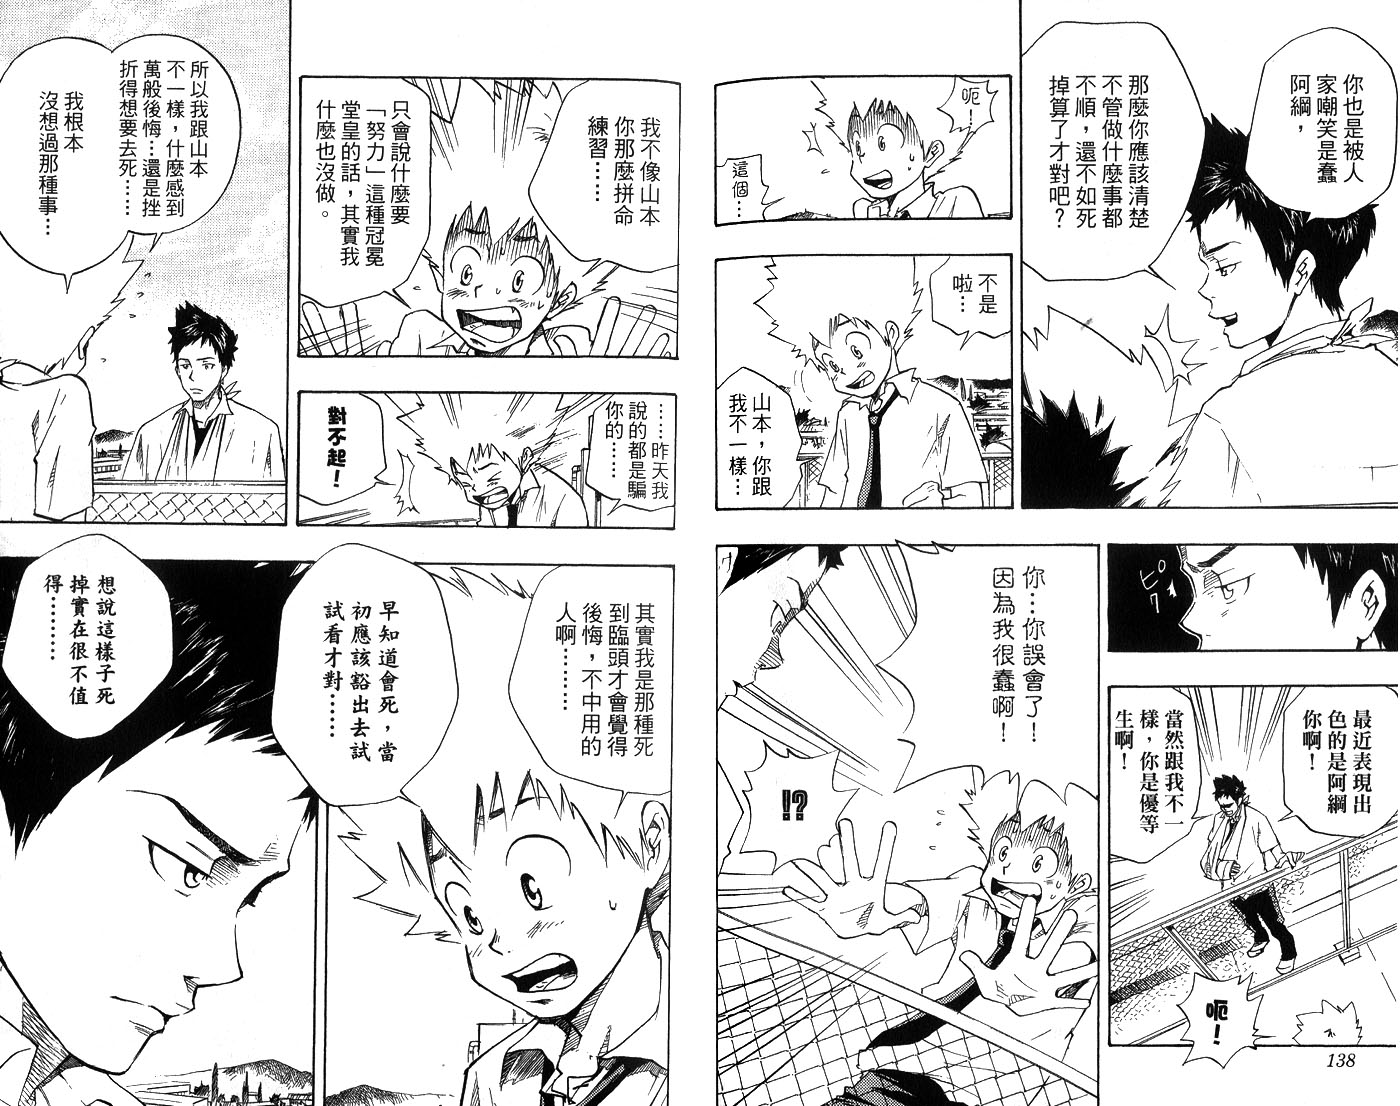 你也是被人
家嘲笑是蠢
阿綱，
那麼你應該清楚
不管做什麼事都
不順，還不如死
掉算了才對吧？
呃！
這個…
不是
啦…
山本，你跟
我不一樣…
ピク
最近表現出
色的是阿綱
你啊！
當然跟我不一
樣，你是優等
生啊！
呃！
你…你誤會了！
因為我很蠢啊！
!?
138
我不像山本
你那麼拼命
練習……
只會說什麼要
「努力」這種冠冕
堂皇的話，其實我
什麼也沒做。
……昨天我
說的都是騙
你的……
對不起！
所以我跟山本
不一樣，什麼感到
萬般後悔…還是挫
折得想要去死……
我根本
沒想過那種事…
其實我是那種死
到臨頭才會覺得
後悔，不中用的
人啊………
早知道會死，當
初應該豁出去試
試看才對……
想說這樣子死
掉實在很不值
得………